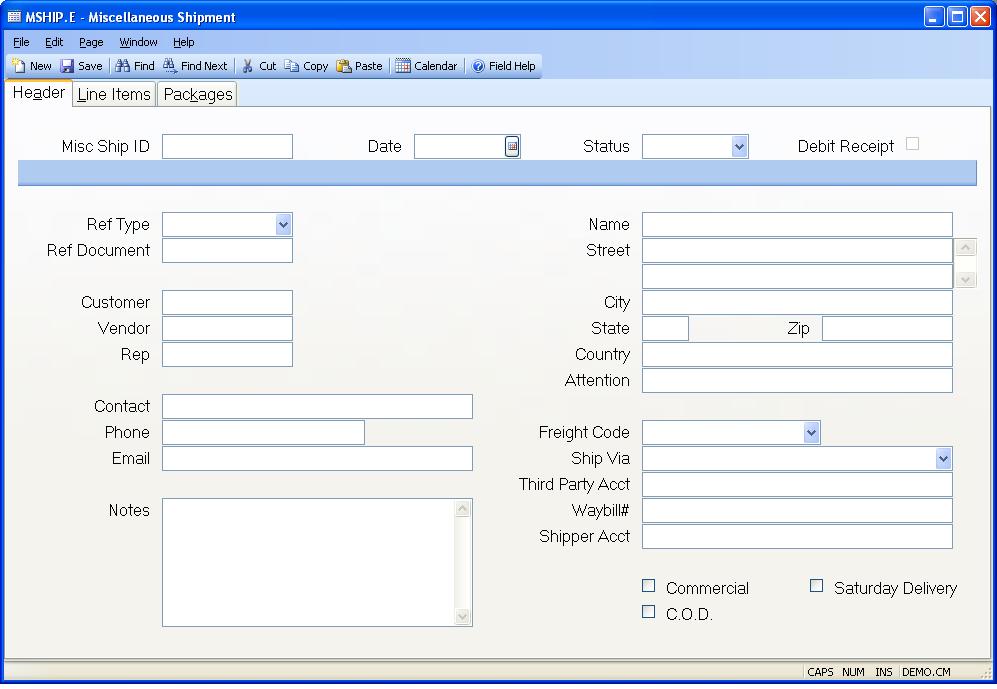 MSHIP.E - Miscellaneous Shipment
File Edit Page Window Help
New Save Find Find Next Cut Copy Paste Calendar Field Help
Header Line Items Packages
Misc Ship ID Date Status Debit Receipt
Ref Type Name
Ref Document Street
Customer City
Vendor State Zip
Rep Country
Attention
Contact
Phone Freight Code
Email Ship Via
Third Party Acct
Notes Waybill#
Shipper Acct
Commercial Saturday Delivery
C.O.D.
CAPS NUM INS DEMO.CM